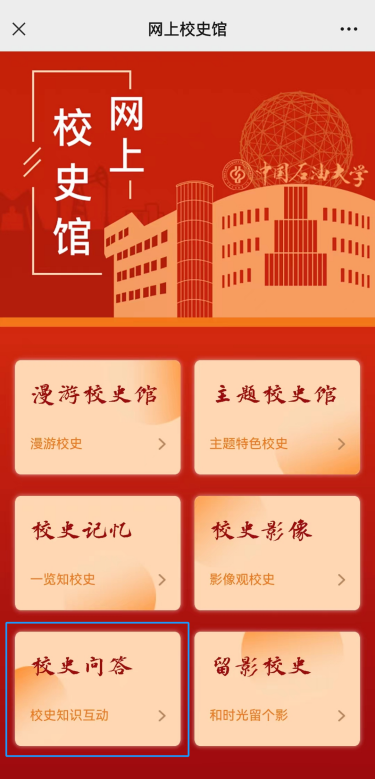 网上校史馆
网上
校史馆
中国石油大学
漫游校史馆
漫游校史
主题校史馆
主题特色校史
校史记忆
一览知校史
校史影像
影像观校史
校史问答
校史知识互动
留影校史
和时光留个影